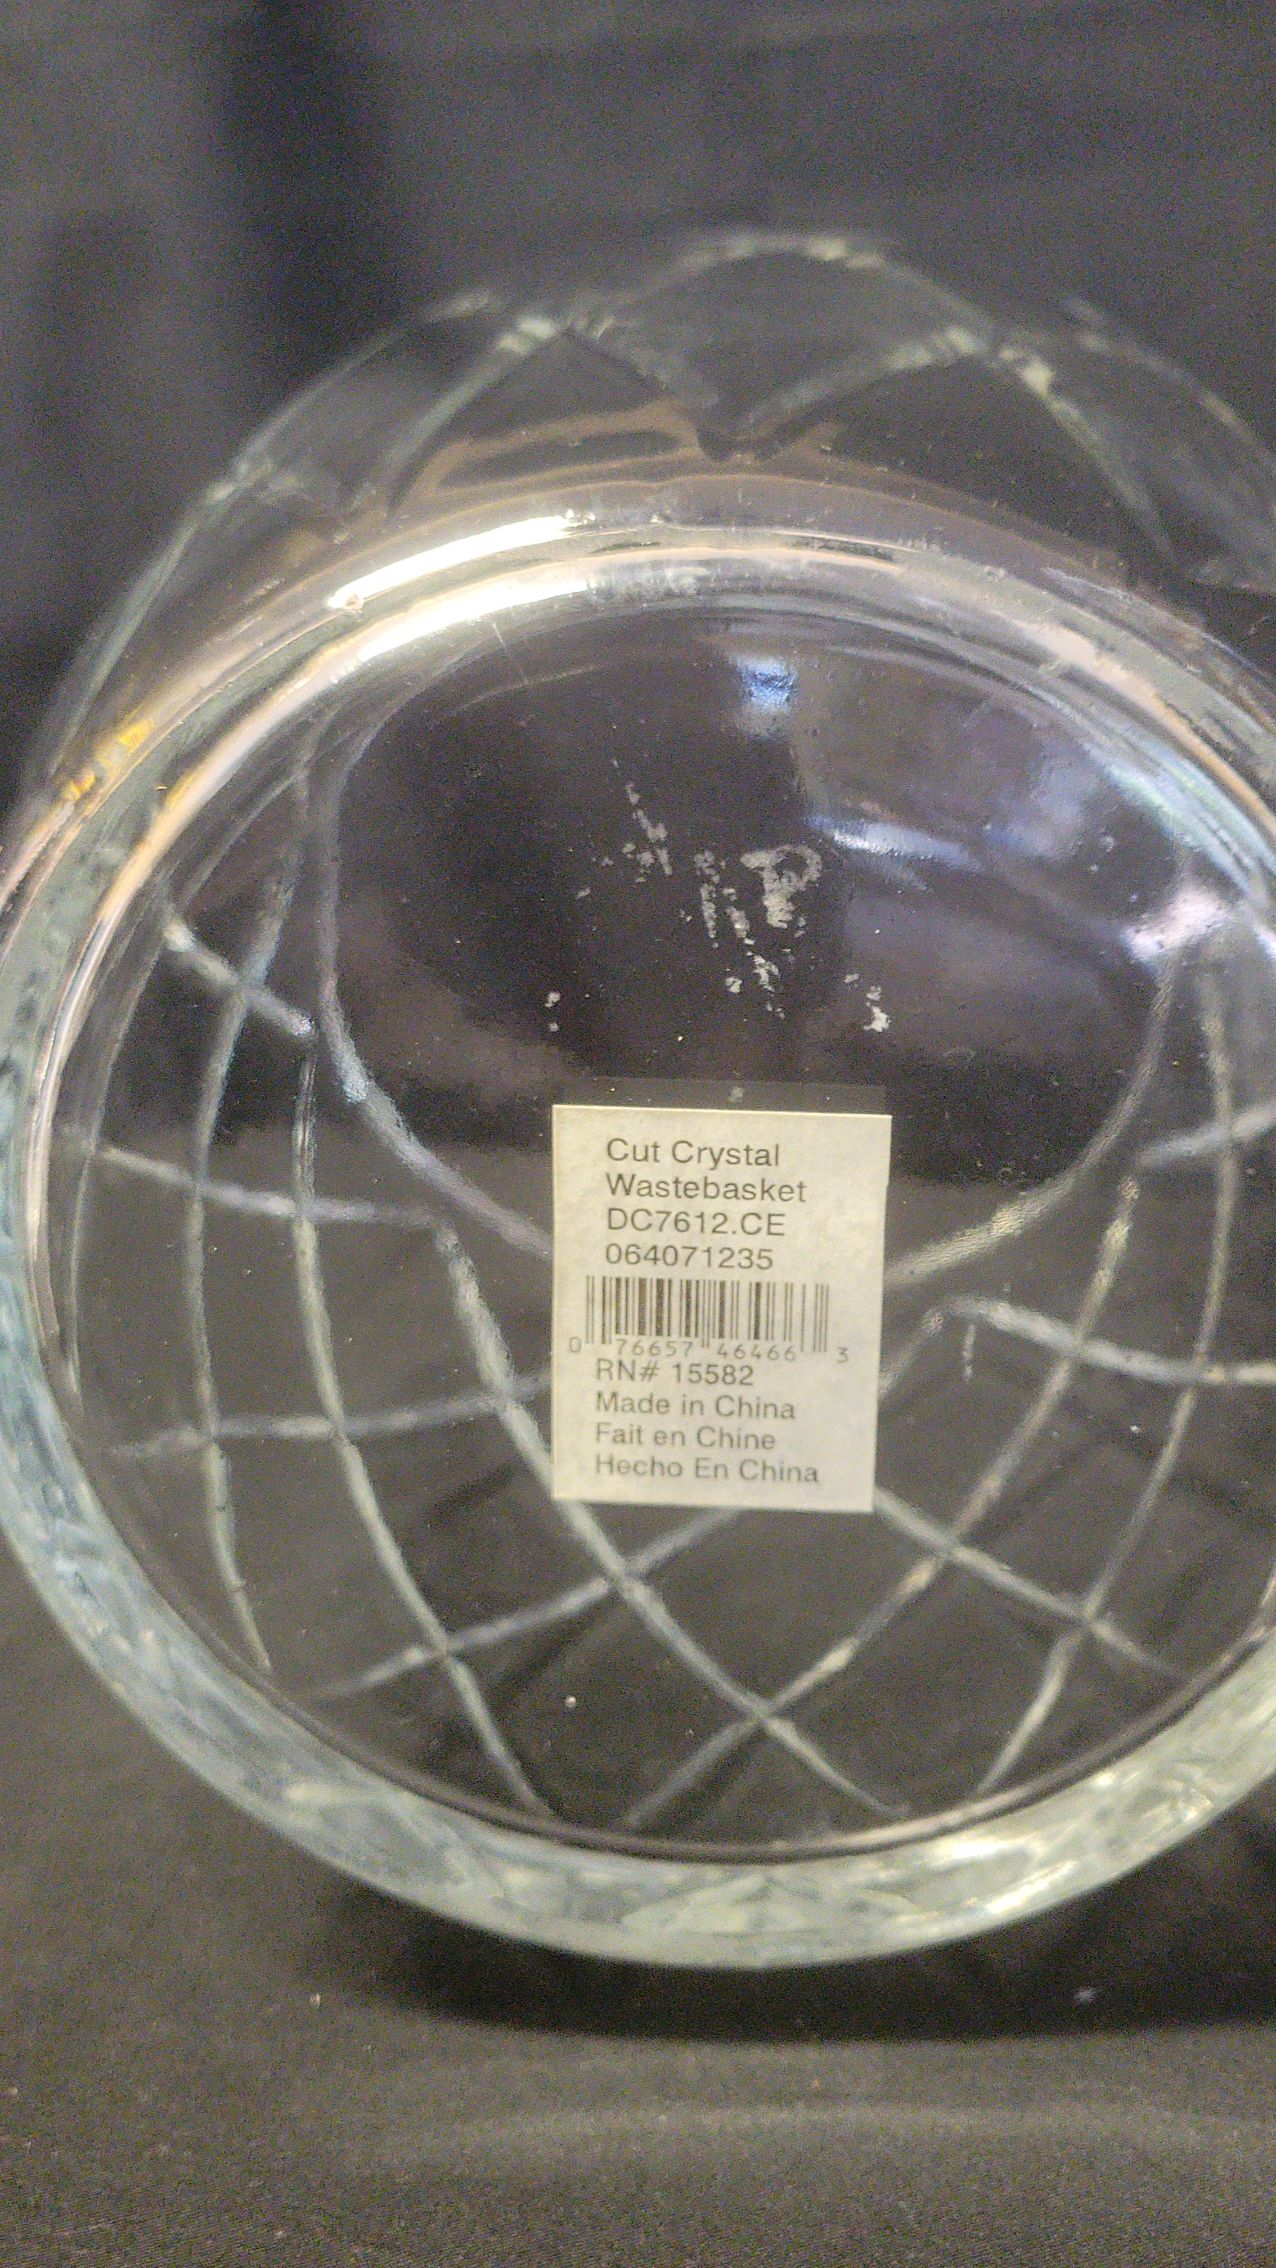 Cut Crystal
Wastebasket
DC7612.CE
064071235
0 76657 46466 3
RN# 15582
Made in China
Fait en Chine
Hecho En China